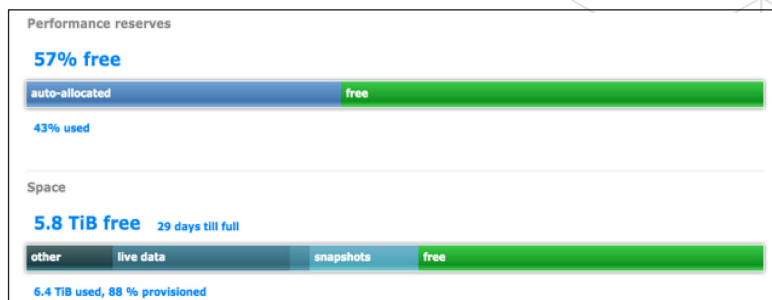 Performance reserves
57% free
auto-allocated free
43% used
Space
5.8 TiB free 29 days till full
other live data snapshots free
6.4 TiB used, 88 % provisioned